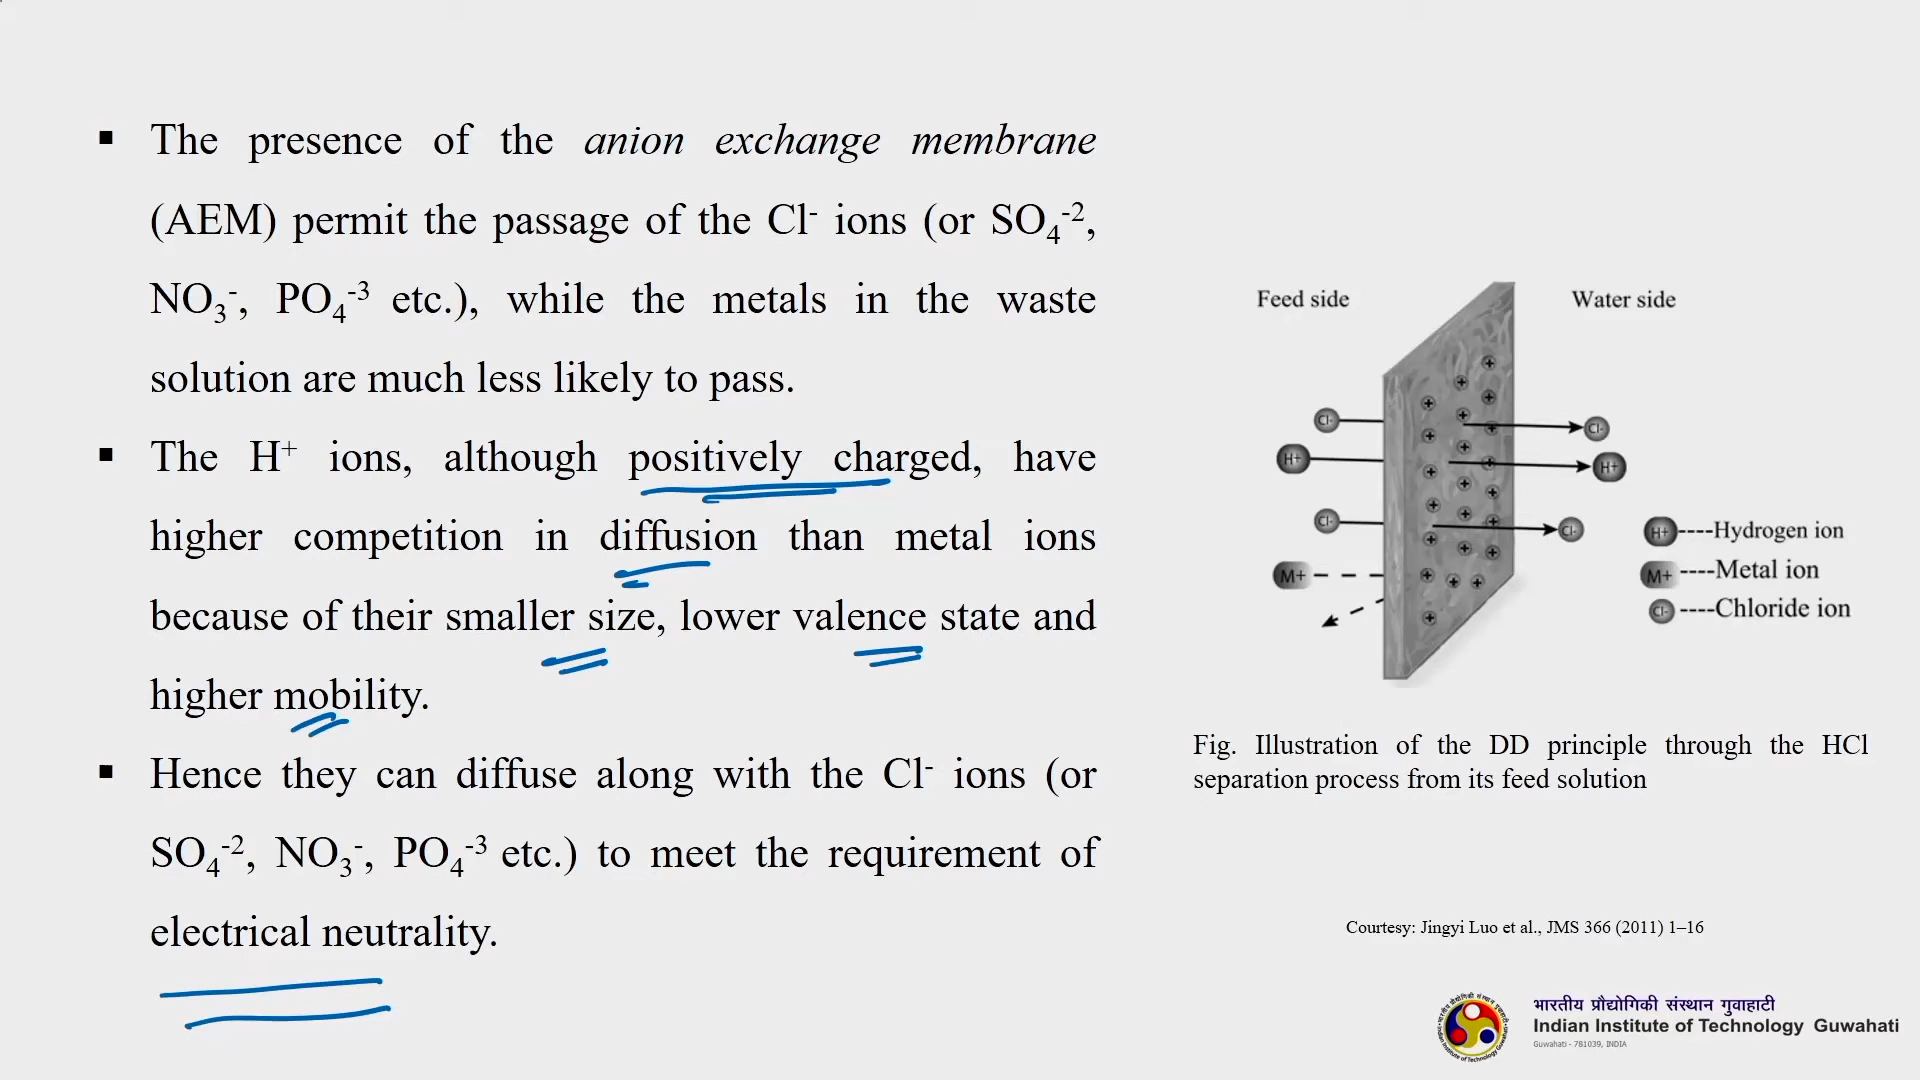 ▪ The presence of the anion exchange membrane
(AEM) permit the passage of the Cl⁻ ions (or SO₄⁻²,
NO₃⁻, PO₄⁻³ etc.), while the metals in the waste
solution are much less likely to pass.
▪ The H⁺ ions, although positively charged, have
higher competition in diffusion than metal ions
because of their smaller size, lower valence state and
higher mobility.
▪ Hence they can diffuse along with the Cl⁻ ions (or
SO₄⁻², NO₃⁻, PO₄⁻³ etc.) to meet the requirement of
electrical neutrality.
Feed side
Water side
Cl-
H+
Cl-
M+
Cl-
H+
Cl-
H+ ----Hydrogen ion
M+ ----Metal ion
Cl- ----Chloride ion
Fig. Illustration of the DD principle through the HCl
separation process from its feed solution
Courtesy: Jingyi Luo et al., JMS 366 (2011) 1–16
भारतीय प्रौद्योगिकी संस्थान गुवाहाटी
Indian Institute of Technology Guwahati
Guwahati - 781039, INDIA